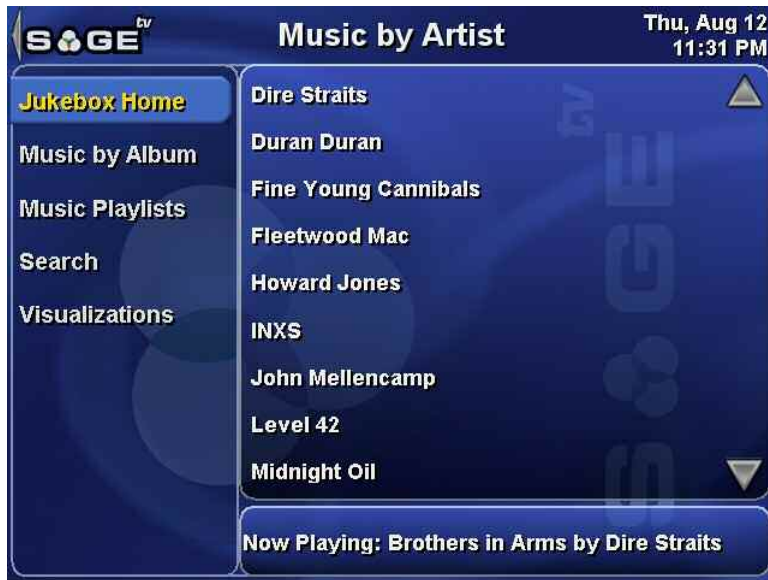 SAGE tv
Music by Artist
Thu, Aug 12
11:31 PM
Jukebox Home
Music by Album
Music Playlists
Search
Visualizations
Dire Straits
Duran Duran
Fine Young Cannibals
Fleetwood Mac
Howard Jones
INXS
John Mellencamp
Level 42
Midnight Oil
SAGE tv
Now Playing: Brothers in Arms by Dire Straits